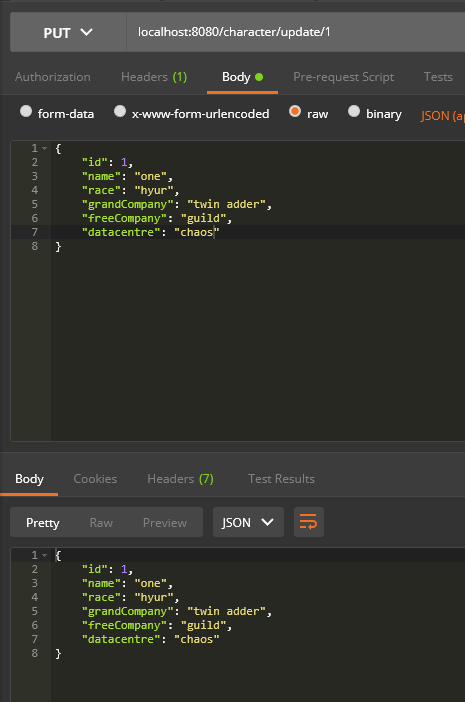 PUT localhost:8080/character/update/1
Authorization Headers (1) Body Pre-request Script Tests
form-data x-www-form-urlencoded raw binary JSON (ap
1 {
2 "id": 1,
3 "name": "one",
4 "race": "hyur",
5 "grandCompany": "twin adder",
6 "freeCompany": "guild",
7 "datacentre": "chaos"
8 }
Body Cookies Headers (7) Test Results
Pretty Raw Preview JSON
1 {
2 "id": 1,
3 "name": "one",
4 "race": "hyur",
5 "grandCompany": "twin adder",
6 "freeCompany": "guild",
7 "datacentre": "chaos"
8 }